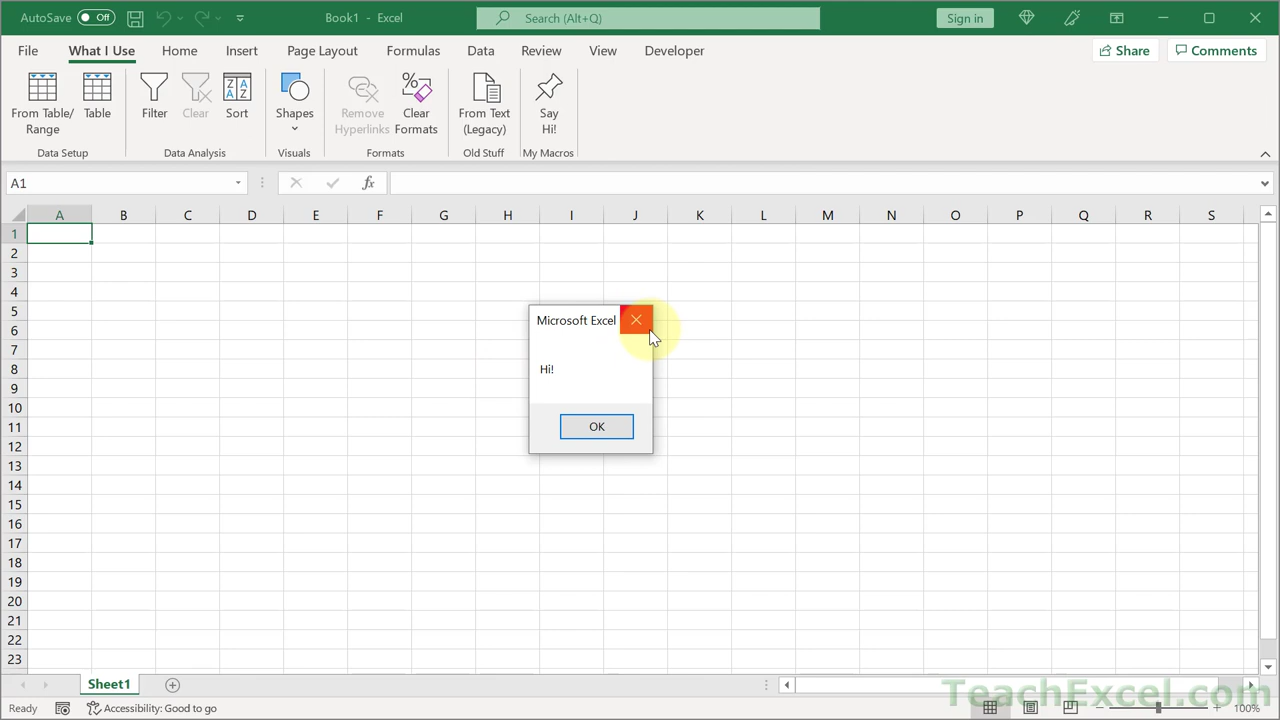 AutoSave Off Book1 - Excel Search (Alt+Q) Sign in
File What I Use Home Insert Page Layout Formulas Data Review View Developer Share Comments
From Table/ Range
Table
Filter
Clear
Sort
Shapes
Remove Hyperlinks
Clear Formats
From Text (Legacy)
Say Hi!
Data Setup Data Analysis Visuals Formats Old Stuff My Macros
A1 fx
A B C D E F G H I J K L M N O P Q R S
1
2
3
4
5
6
7
8
9
10
11
12
13
14
15
16
17
18
19
20
21
22
23
Microsoft Excel
Hi!
OK
Sheet1
TeachExcel.com
Ready Accessibility: Good to go 100%